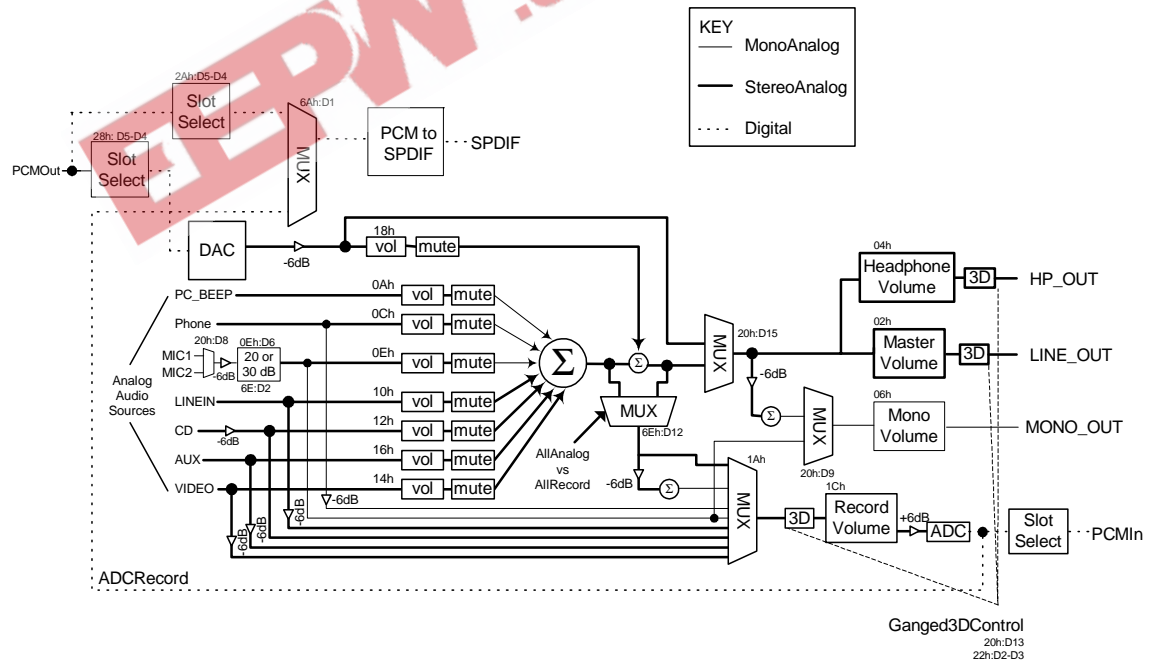 EEPW.
KEY
MonoAnalog
StereoAnalog
Digital
2Ah:D5-D4
Slot
Select
6Ah:D1
MUX
PCM to
SPDIF
SPDIF
28h: D5-D4
Slot
Select
PCMOut
DAC
-6dB
18h
vol
mute
04h
Headphone
Volume
3D
HP_OUT
PC_BEEP
0Ah
vol
mute
Phone
0Ch
vol
mute
20h:D8
0Eh:D6
MIC1
MIC2
-6dB
20 or
30 dB
6E:D2
0Eh
vol
mute
Σ
Σ
MUX
20h:D15
02h
Master
Volume
3D
LINE_OUT
Analog
Audio
Sources
LINEIN
10h
vol
mute
MUX
6Eh:D12
-6dB
Σ
MUX
20h:D9
06h
Mono
Volume
MONO_OUT
CD
-6dB
12h
vol
mute
AUX
16h
vol
mute
VIDEO
14h
vol
mute
AllAnalog
vs
AllRecord
-6dB
Σ
1Ah
MUX
-6dB
-6dB
-6dB
-6dB
3D
1Ch
Record
Volume
+6dB
ADC
Slot
Select
PCMIn
ADCRecord
Ganged3DControl
20h:D13
22h:D2-D3